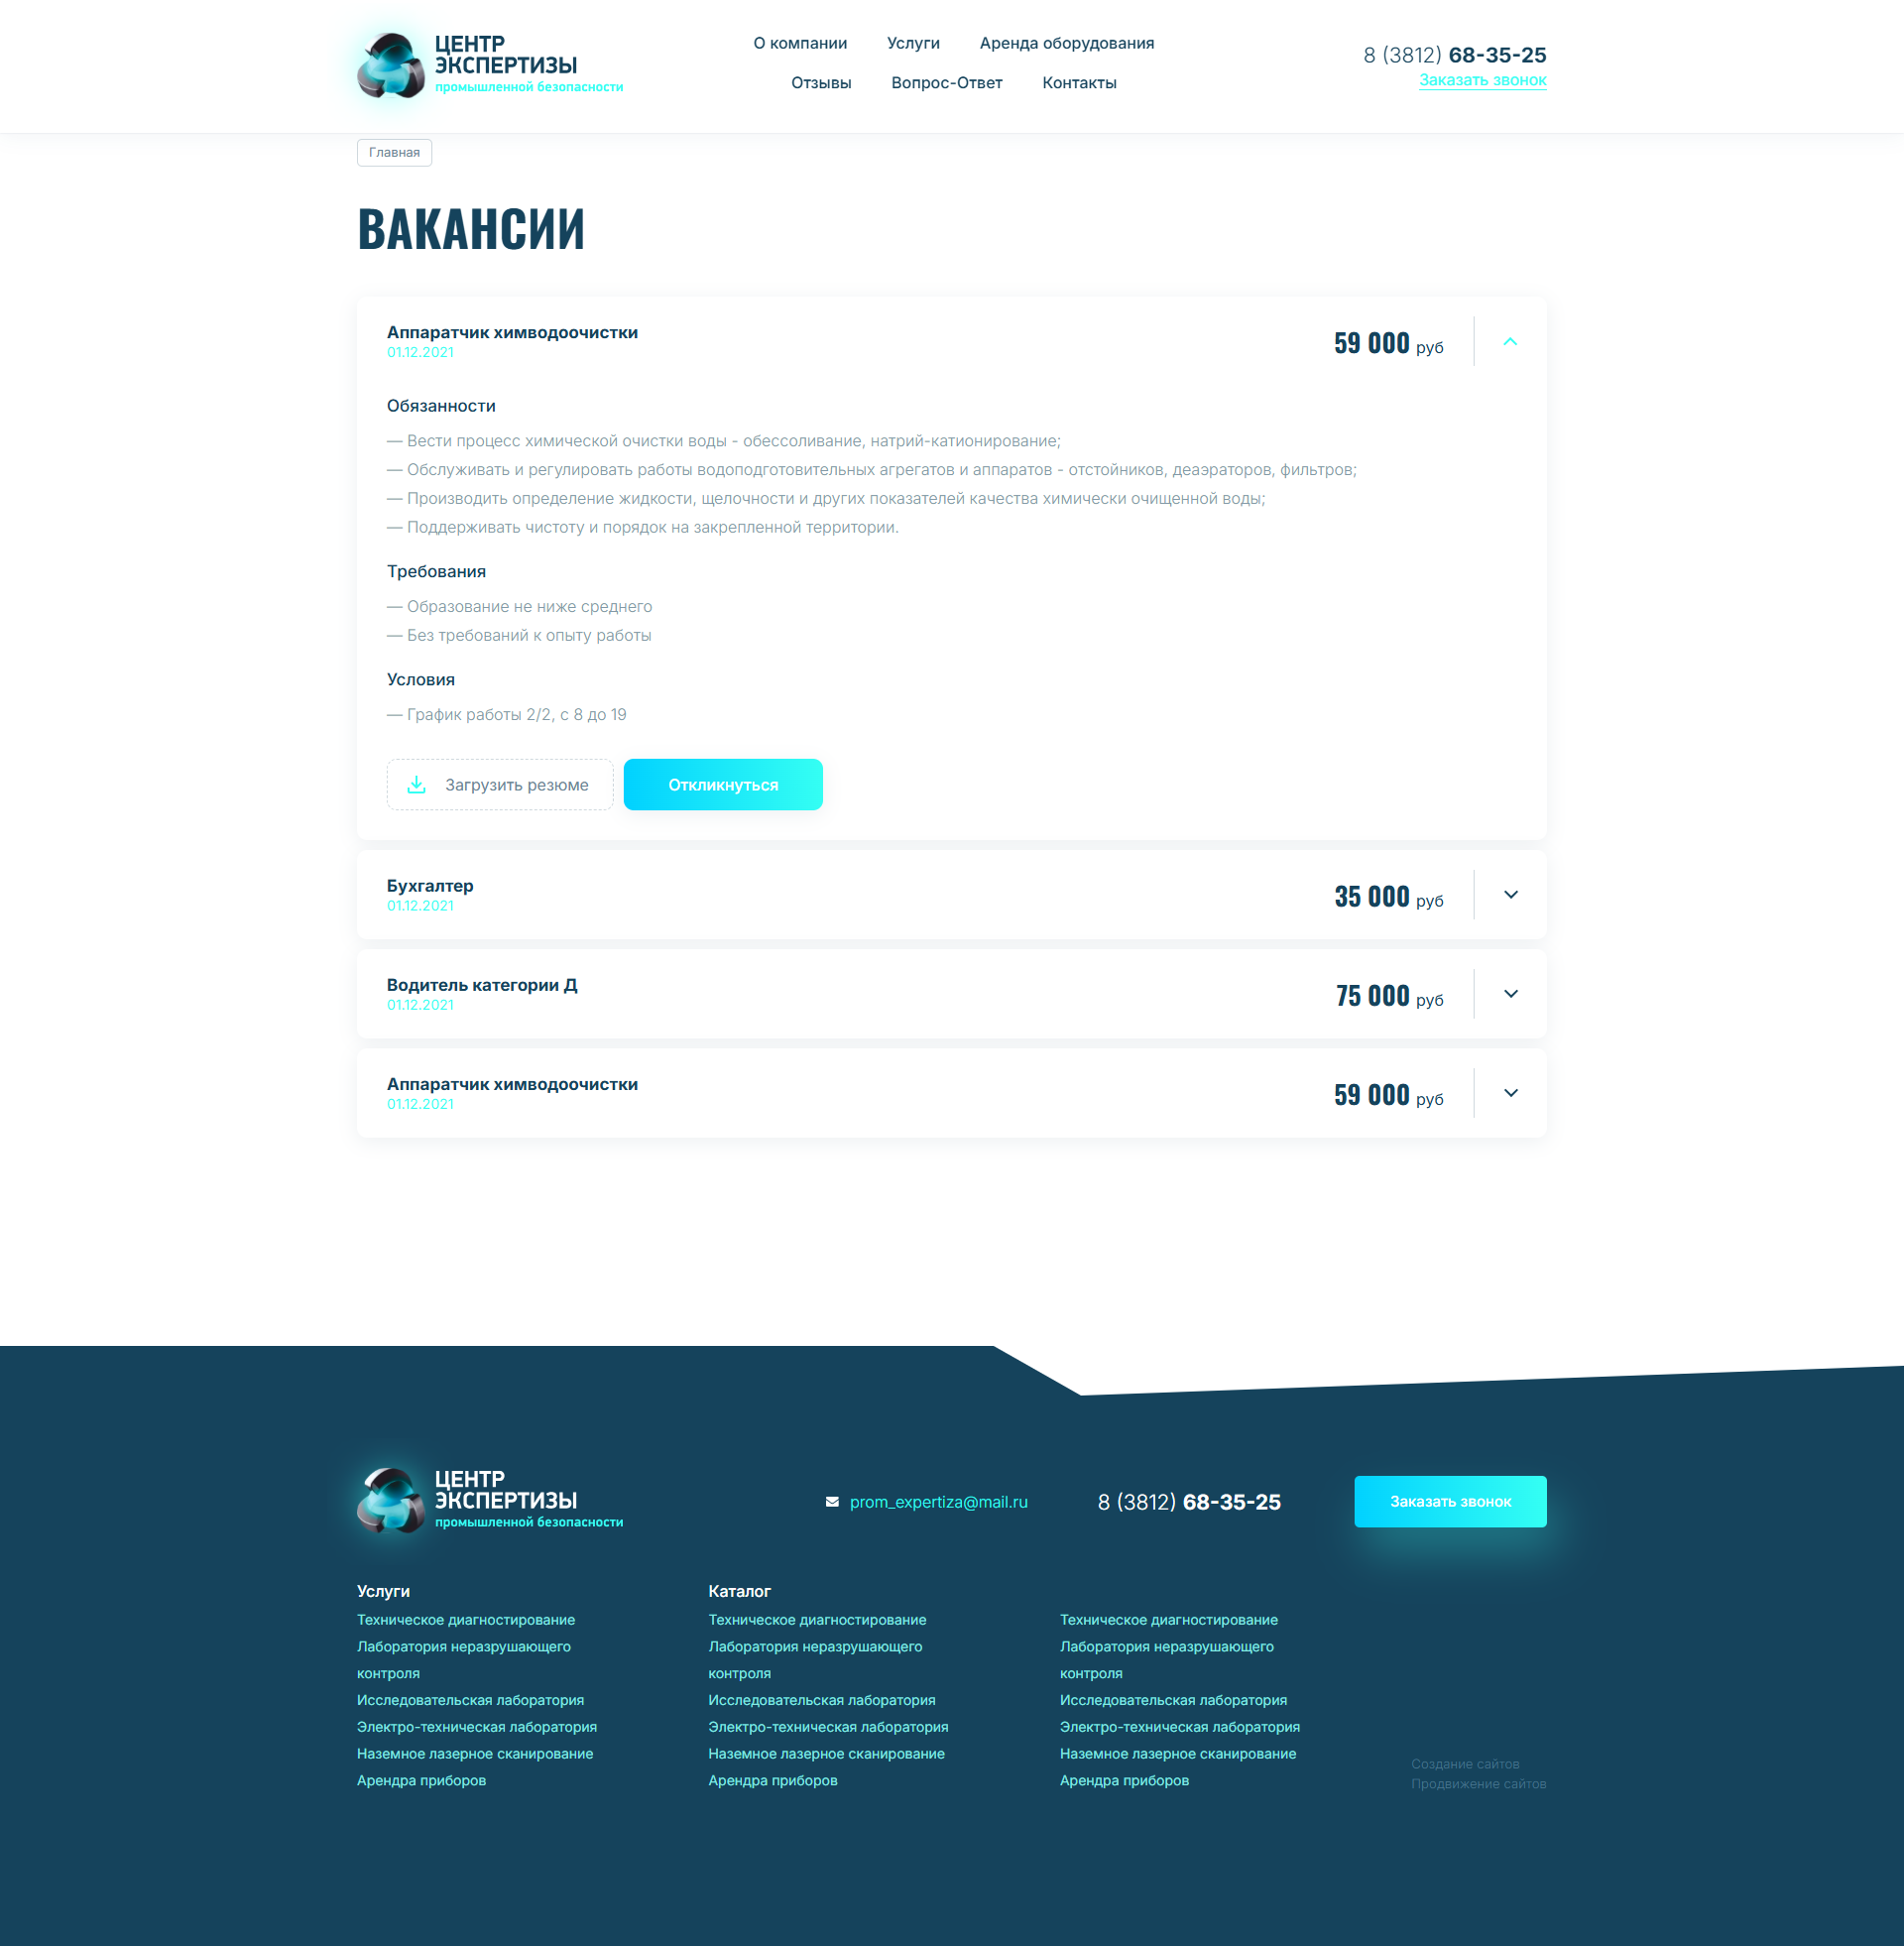 ЦЕНТР
ЭКСПЕРТИЗЫ
промышленной безопасности
О компании Услуги Аренда оборудования
Отзывы Вопрос-Ответ Контакты
8 (3812) 68-35-25
Заказать звонок
Главная
ВАКАНСИИ
Аппаратчик химводоочистки
01.12.2021
59 000 руб
Обязанности
— Вести процесс химической очистки воды - обессоливание, натрий-катионирование;
— Обслуживать и регулировать работы водоподготовительных агрегатов и аппаратов - отстойников, деаэраторов, фильтров;
— Производить определение жидкости, щелочности и других показателей качества химически очищенной воды;
— Поддерживать чистоту и порядок на закрепленной территории.
Требования
— Образование не ниже среднего
— Без требований к опыту работы
Условия
— График работы 2/2, с 8 до 19
Загрузить резюме
Откликнуться
Бухгалтер
01.12.2021
35 000 руб
Водитель категории Д
01.12.2021
75 000 руб
Аппаратчик химводоочистки
01.12.2021
59 000 руб
ЦЕНТР
ЭКСПЕРТИЗЫ
промышленной безопасности
prom_expertiza@mail.ru
8 (3812) 68-35-25
Заказать звонок
Услуги
Техническое диагностирование
Лаборатория неразрушающего
контроля
Исследовательская лаборатория
Электро-техническая лаборатория
Наземное лазерное сканирование
Арендра приборов
Каталог
Техническое диагностирование
Лаборатория неразрушающего
контроля
Исследовательская лаборатория
Электро-техническая лаборатория
Наземное лазерное сканирование
Арендра приборов
Техническое диагностирование
Лаборатория неразрушающего
контроля
Исследовательская лаборатория
Электро-техническая лаборатория
Наземное лазерное сканирование
Арендра приборов
Создание сайтов
Продвижение сайтов